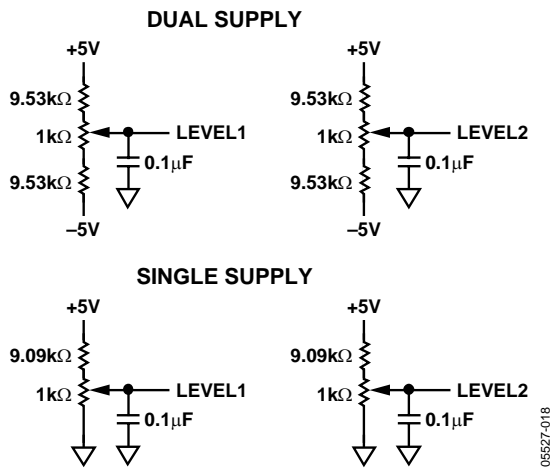 DUAL SUPPLY
+5V
+5V
9.53kΩ
9.53kΩ
1kΩ
LEVEL1
1kΩ
LEVEL2
9.53kΩ
0.1μF
9.53kΩ
0.1μF
–5V
–5V
SINGLE SUPPLY
+5V
+5V
9.09kΩ
9.09kΩ
1kΩ
LEVEL1
1kΩ
LEVEL2
0.1μF
0.1μF
05527-018